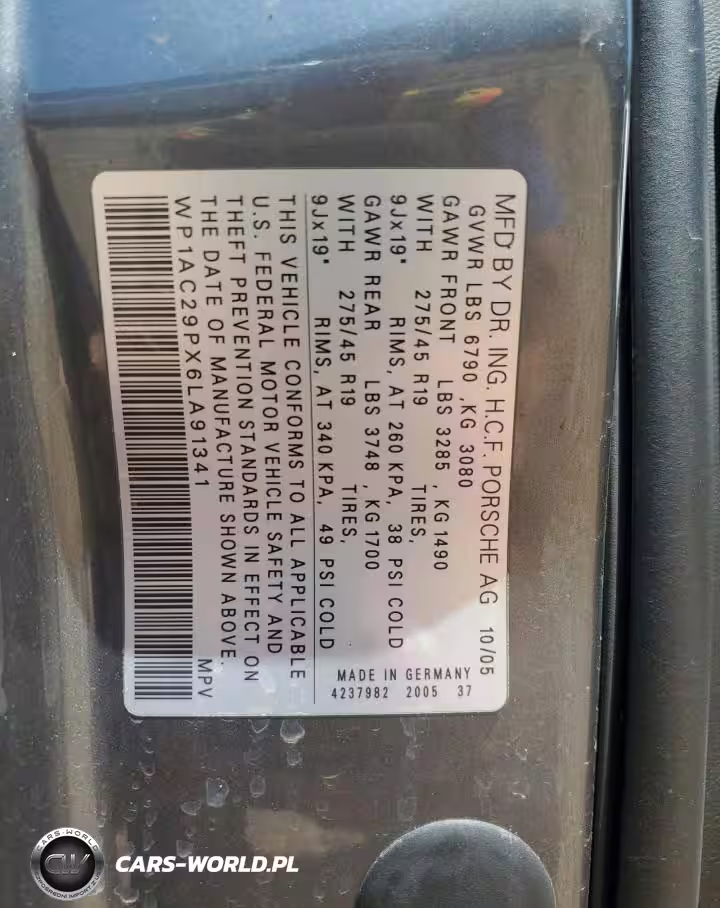 MFD BY DR. ING. H.C.F. PORSCHE AG 10/05
GVWR LBS 6790 ,KG 3080
GAWR FRONT LBS 3285 , KG 1490
WITH 275/45 R19 TIRES,
9Jx19" RIMS, AT 260 KPA, 38 PSI COLD
GAWR REAR LBS 3748 , KG 1700
WITH 275/45 R19 TIRES,
9Jx19" RIMS, AT 340 KPA, 49 PSI COLD
MADE IN GERMANY
4237982 2005 37
THIS VEHICLE CONFORMS TO ALL APPLICABLE
U.S. FEDERAL MOTOR VEHICLE SAFETY AND
THEFT PREVENTION STANDARDS IN EFFECT ON
THE DATE OF MANUFACTURE SHOWN ABOVE.
WP1AC29PX6LA91341 MPV
CARS-WORLD
CW
CARS-WORLD.PL